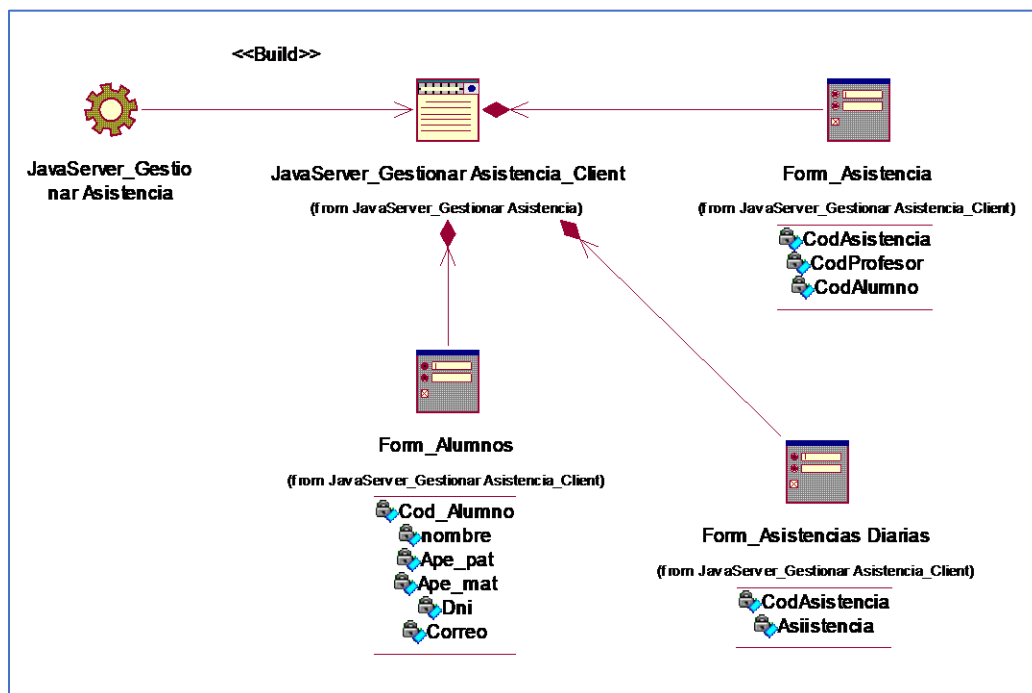 <<Build>>
JavaServer_Gestio
nar Asistencia
JavaServer_Gestionar Asistencia_Client
(from JavaServer_Gestionar Asistencia)
Form_Asistencia
(from JavaServer_Gestionar Asistencia_Client)
CodAsistencia
CodProfesor
CodAlumno
Form_Alumnos
(from JavaServer_Gestionar Asistencia_Client)
Cod_Alumno
nombre
Ape_pat
Ape_mat
Dni
Correo
Form_Asistencias Diarias
(from JavaServer_Gestionar Asistencia_Client)
CodAsistencia
Asiistencia